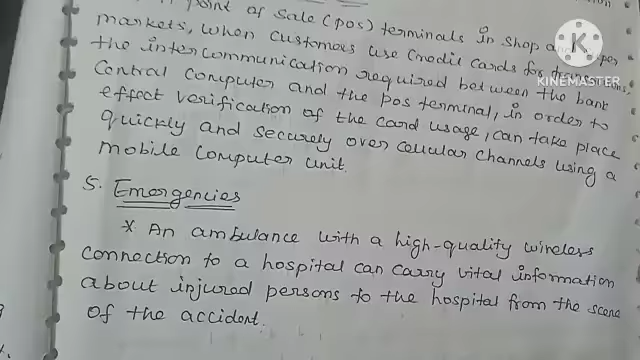 point of sale (pos) terminals in shop and
markets, when customers use credit cards for
the intercommunication required between the bank
central computer and the pos terminal, in order to
effect verification of the card usage, can take place
quickly and securely over cellular channels using a
mobile computer unit.
5. Emergencies
* An ambulance with a high-quality wireless
connection to a hospital can carry vital information
about injured persons to the hospital from the scene
of the accident.
K
KINEMASTER